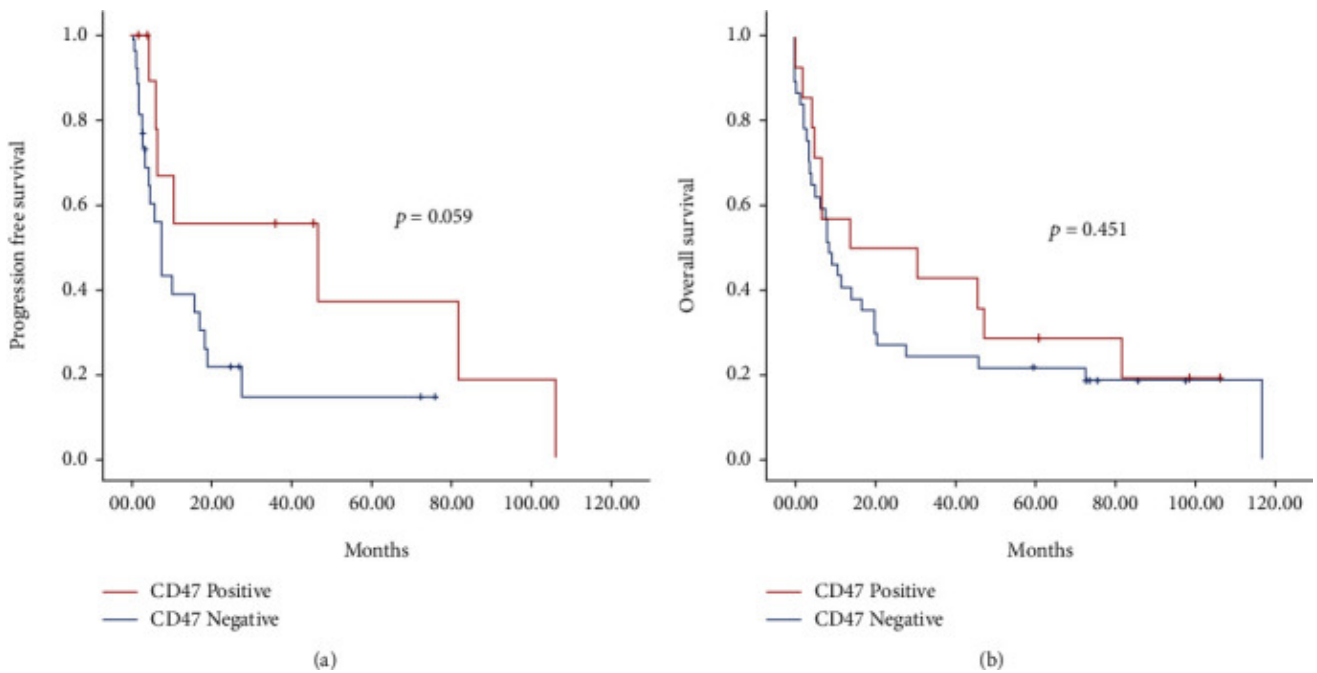 1.0
0.8
0.6
0.4
0.2
0.0
Progression free survival
p = 0.059
00.00 20.00 40.00 60.00 80.00 100.00 120.00
Months
CD47 Positive
CD47 Negative
(a)
1.0
0.8
0.6
0.4
0.2
0.0
Overall survival
p = 0.451
00.00 20.00 40.00 60.00 80.00 100.00 120.00
Months
CD47 Positive
CD47 Negative
(b)